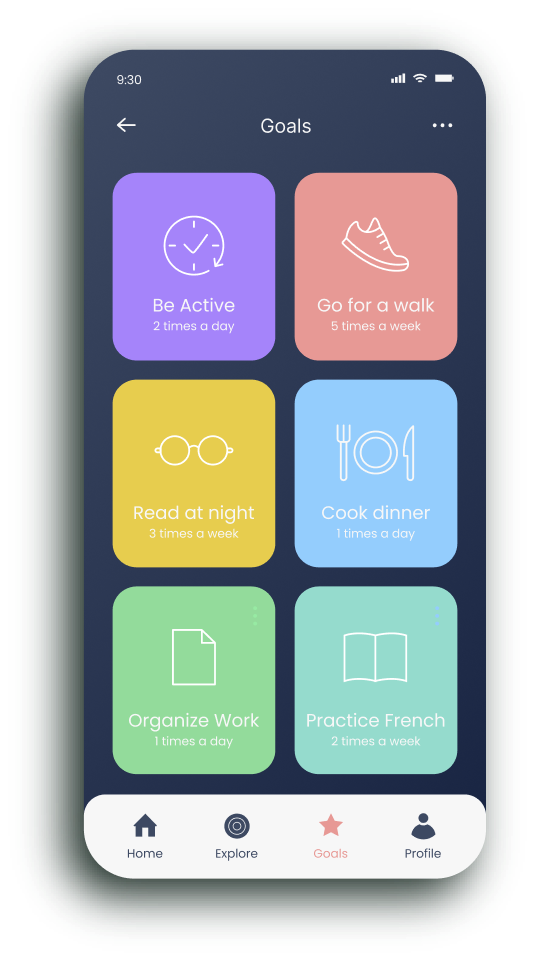 9:30
Goals
Be Active
2 times a day
Go for a walk
5 times a week
Read at night
3 times a week
Cook dinner
1 times a day
Organize Work
1 times a day
Practice French
2 times a week
Home
Explore
Goals
Profile